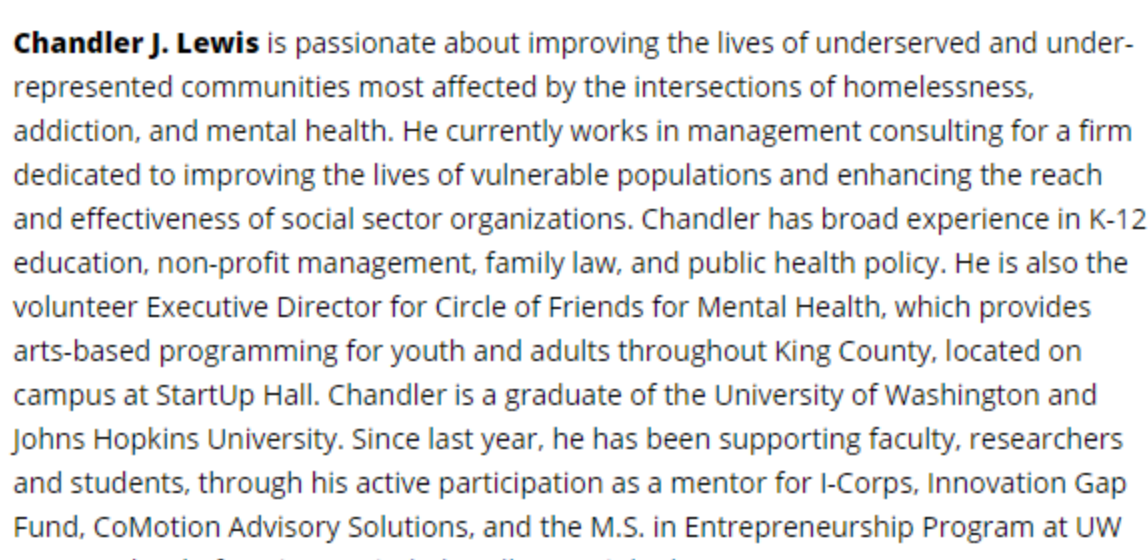 Chandler J. Lewis is passionate about improving the lives of underserved and under-
represented communities most affected by the intersections of homelessness,
addiction, and mental health. He currently works in management consulting for a firm
dedicated to improving the lives of vulnerable populations and enhancing the reach
and effectiveness of social sector organizations. Chandler has broad experience in K-12
education, non-profit management, family law, and public health policy. He is also the
volunteer Executive Director for Circle of Friends for Mental Health, which provides
arts-based programming for youth and adults throughout King County, located on
campus at StartUp Hall. Chandler is a graduate of the University of Washington and
Johns Hopkins University. Since last year, he has been supporting faculty, researchers
and students, through his active participation as a mentor for I-Corps, Innovation Gap
Fund, CoMotion Advisory Solutions, and the M.S. in Entrepreneurship Program at UW